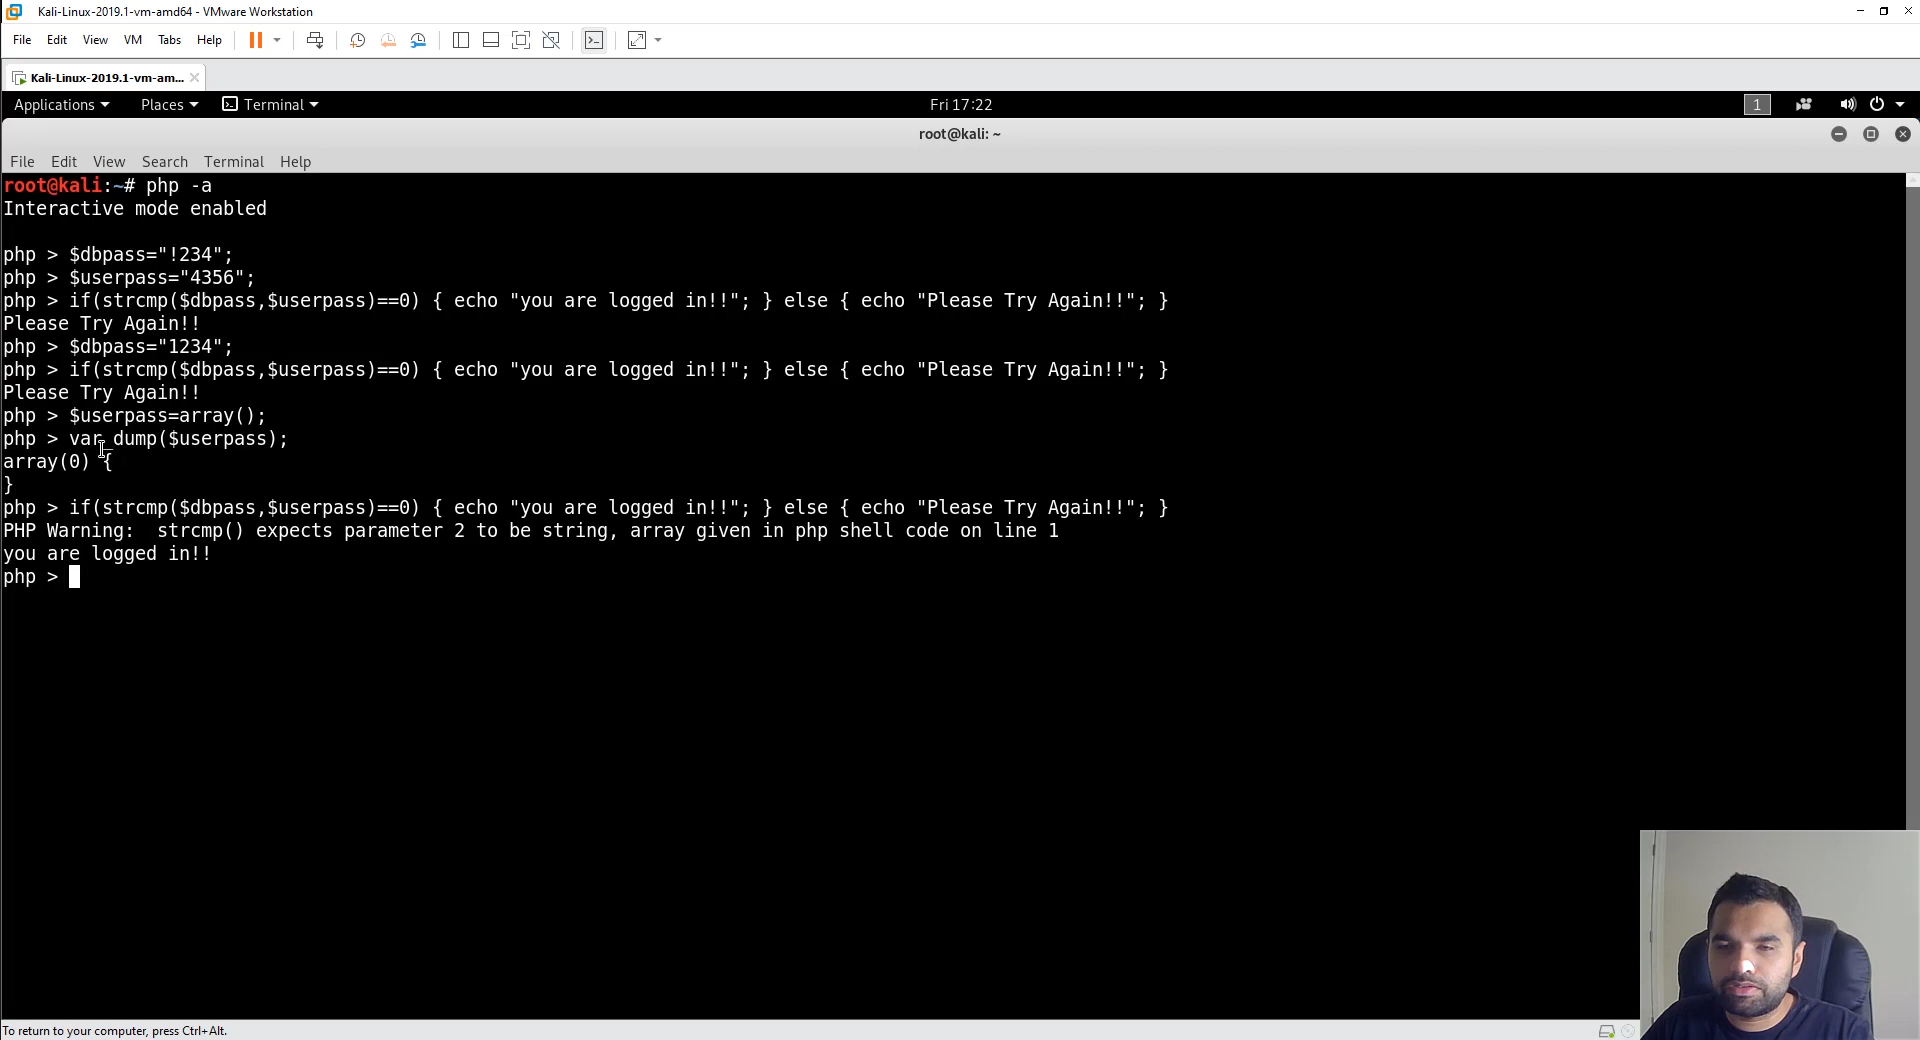 Kali-Linux-2019.1-vm-amd64 - VMware Workstation
File Edit View VM Tabs Help
Kali-Linux-2019.1-vm-am...
Applications Places Terminal Fri 17:22 1
root@kali: ~
File Edit View Search Terminal Help
root@kali:~# php -a
Interactive mode enabled
php > $dbpass="!234";
php > $userpass="4356";
php > if(strcmp($dbpass,$userpass)==0) { echo "you are logged in!!"; } else { echo "Please Try Again!!"; }
Please Try Again!!
php > $dbpass="1234";
php > if(strcmp($dbpass,$userpass)==0) { echo "you are logged in!!"; } else { echo "Please Try Again!!"; }
Please Try Again!!
php > $userpass=array();
php > var_dump($userpass);
array(0) {
}
php > if(strcmp($dbpass,$userpass)==0) { echo "you are logged in!!"; } else { echo "Please Try Again!!"; }
PHP Warning:  strcmp() expects parameter 2 to be string, array given in php shell code on line 1
you are logged in!!
php >
To return to your computer, press Ctrl+Alt.